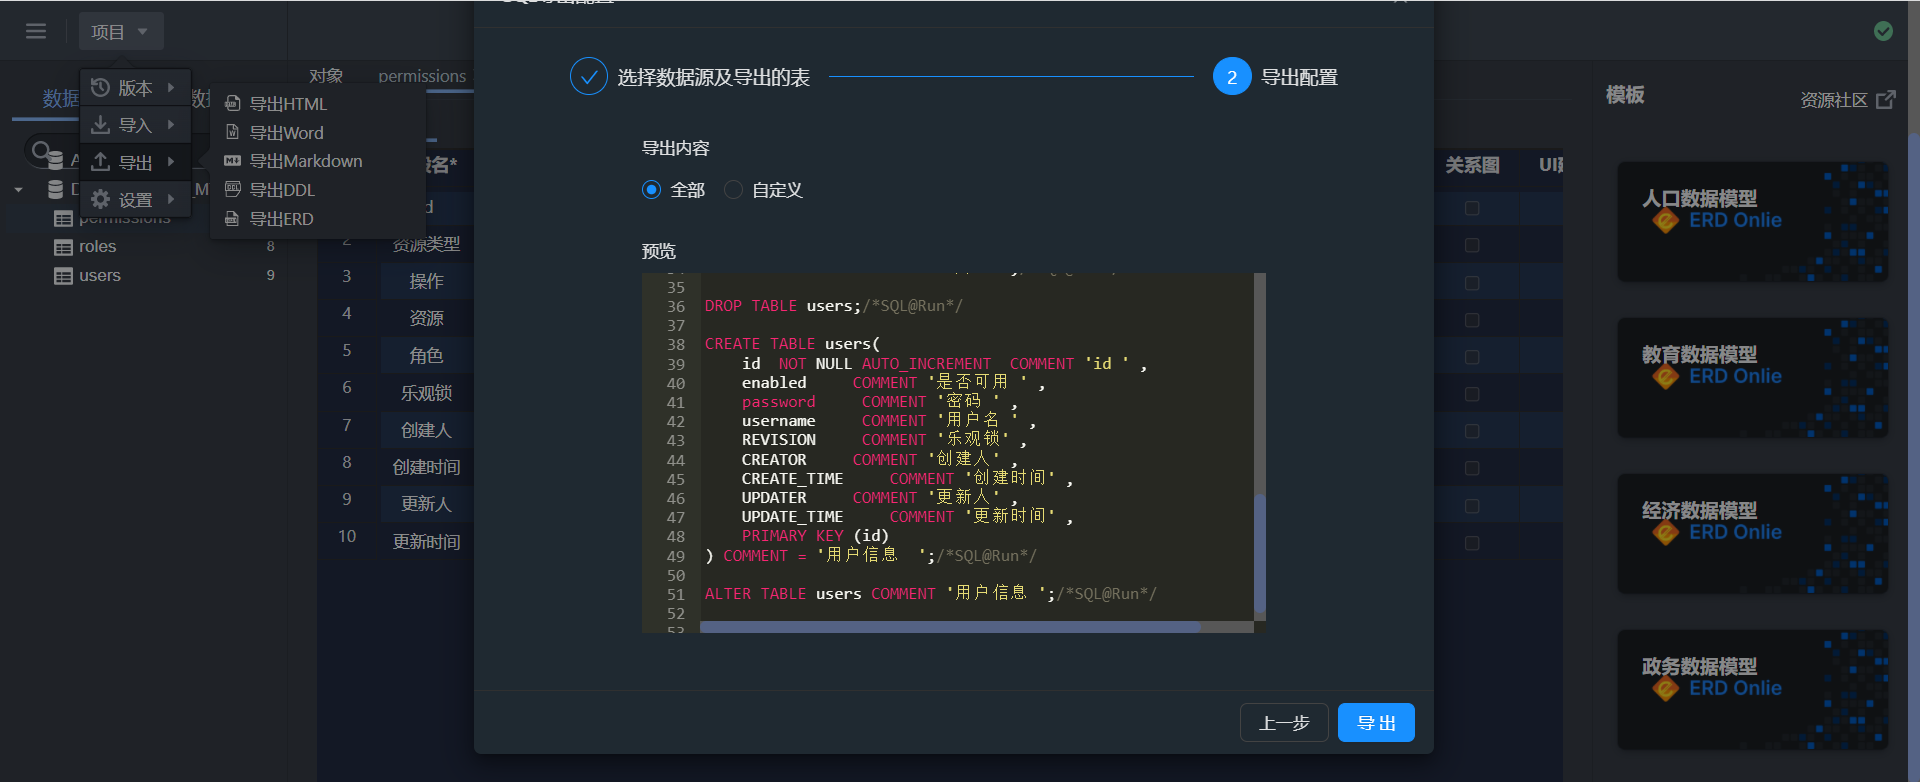 项目
版本
导入
导出
设置
数据
permissions
roles 8
users 9
对象 permissions
导出HTML
导出Word
导出Markdown
导出DDL
导出ERD
2 资源类型
3 操作
4 资源
5 角色
6 乐观锁
7 创建人
8 创建时间
9 更新人
10 更新时间
选择数据源及导出的表
2 导出配置
导出内容
全部 自定义
预览
35
36 DROP TABLE users;/*SQL@Run*/
37
38 CREATE TABLE users(
39 id NOT NULL AUTO_INCREMENT COMMENT 'id ' ,
40 enabled COMMENT '是否可用 ' ,
41 password COMMENT '密码 ' ,
42 username COMMENT '用户名 ' ,
43 REVISION COMMENT '乐观锁' ,
44 CREATOR COMMENT '创建人' ,
45 CREATE_TIME COMMENT '创建时间' ,
46 UPDATER COMMENT '更新人' ,
47 UPDATE_TIME COMMENT '更新时间' ,
48 PRIMARY KEY (id)
49 ) COMMENT = '用户信息  ';/*SQL@Run*/
50
51 ALTER TABLE users COMMENT '用户信息 ';/*SQL@Run*/
52
53
上一步 导出
关系图
模板 资源社区
人口数据模型
ERD Onlie
教育数据模型
ERD Onlie
经济数据模型
ERD Onlie
政务数据模型
ERD Onlie